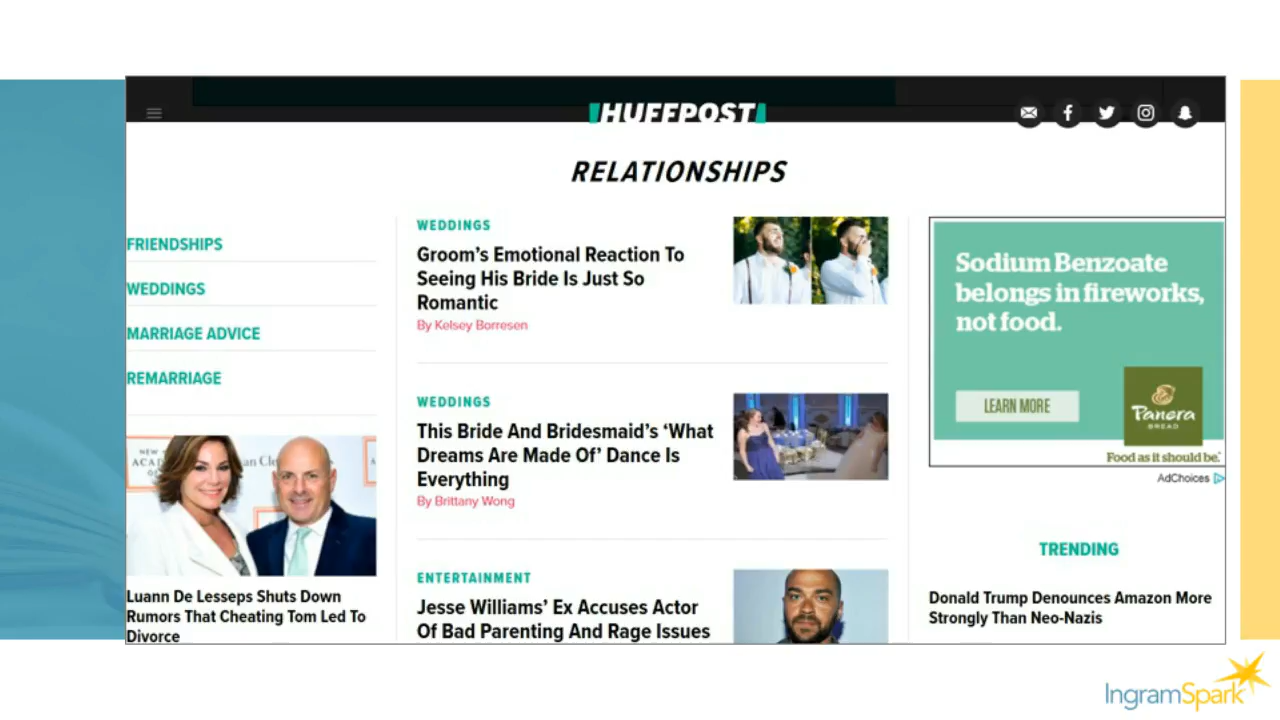 HUFFPOST
RELATIONSHIPS
FRIENDSHIPS
WEDDINGS
MARRIAGE ADVICE
REMARRIAGE
Luann De Lesseps Shuts Down
Rumors That Cheating Tom Led To
Divorce
WEDDINGS
Groom's Emotional Reaction To
Seeing His Bride Is Just So
Romantic
By Kelsey Borresen
WEDDINGS
This Bride And Bridesmaid's ‘What
Dreams Are Made Of’ Dance Is
Everything
By Brittany Wong
ENTERTAINMENT
Jesse Williams’ Ex Accuses Actor
Of Bad Parenting And Rage Issues
Sodium Benzoate
belongs in fireworks,
not food.
LEARN MORE
Panera
BREAD
Food as it should be.
AdChoices
TRENDING
Donald Trump Denounces Amazon More
Strongly Than Neo-Nazis
IngramSpark